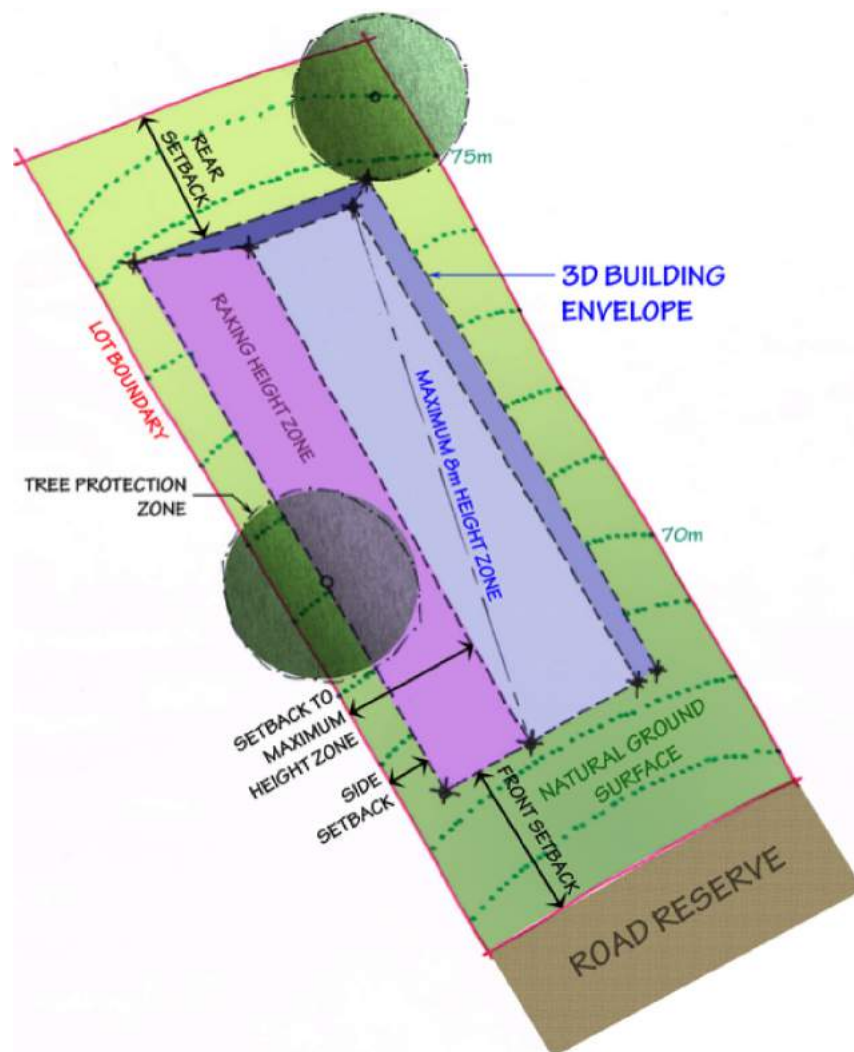 REAR
SETBACK
75m
3D BUILDING
ENVELOPE
RAKING HEIGHT ZONE
LOT BOUNDARY
MAXIMUM 8m HEIGHT ZONE
TREE PROTECTION
ZONE
70m
SETBACK TO
MAXIMUM
HEIGHT ZONE
SIDE
SETBACK
FRONT SETBACK
NATURAL GROUND
SURFACE
ROAD RESERVE